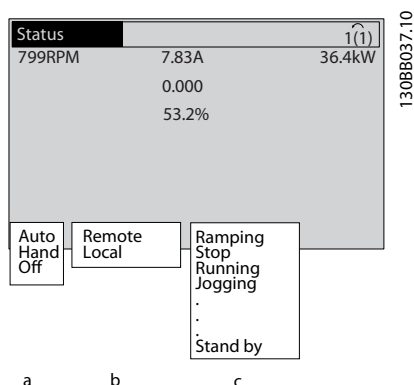 Status 1(1)
799RPM 7.83A 36.4kW
0.000
53.2%
Auto
Hand
Off
Remote
Local
Ramping
Stop
Running
Jogging
.
.
.
Stand by
a b c
130BB037.10